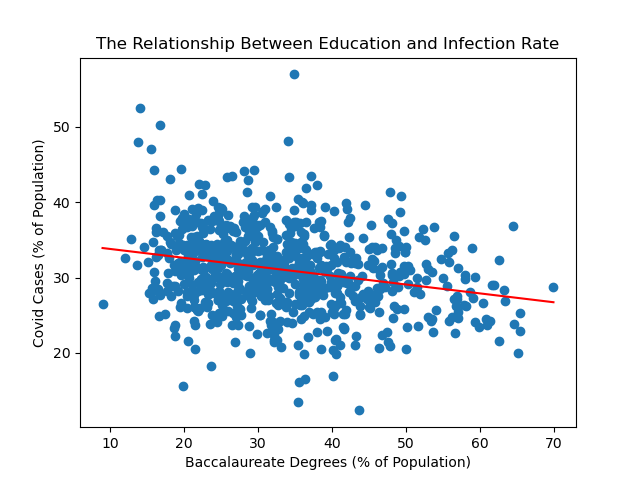 The Relationship Between Education and Infection Rate
Covid Cases (% of Population)
50
40
30
20
10 20 30 40 50 60 70
Baccalaureate Degrees (% of Population)